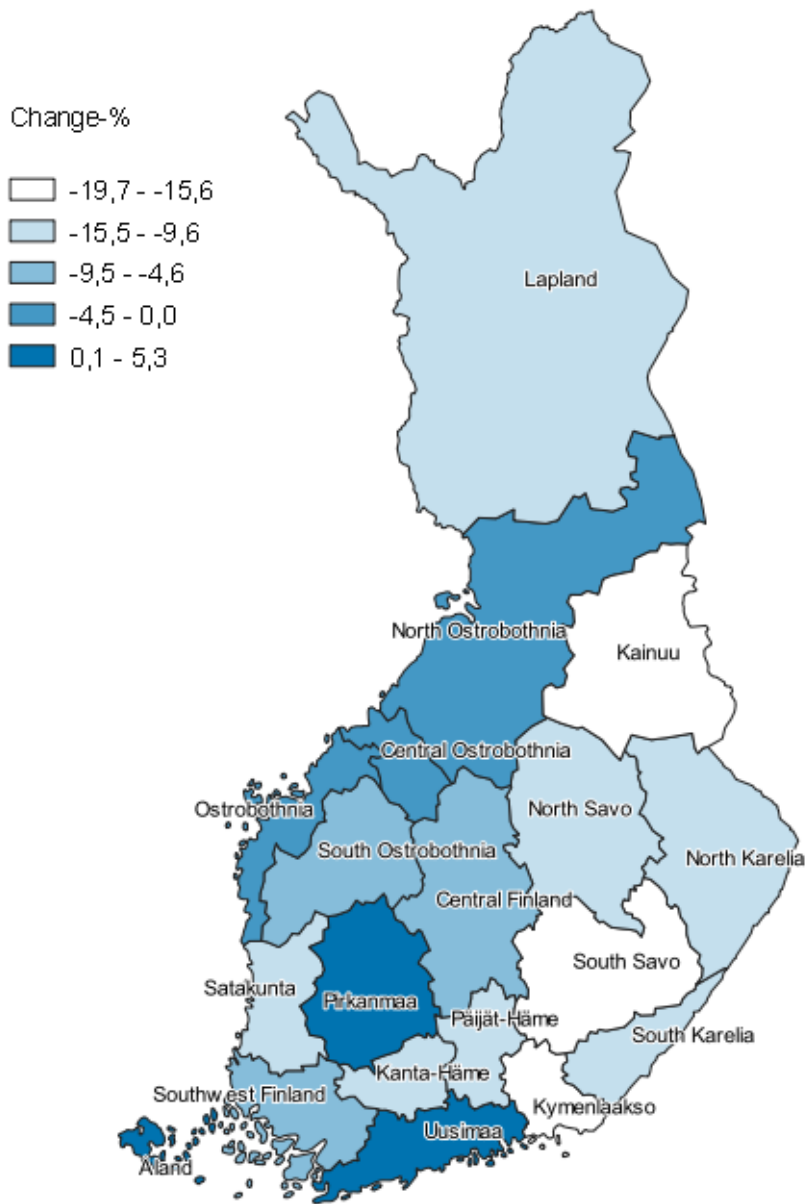 Change-%
-19,7 - -15,6
-15,5 - -9,6
-9,5 - -4,6
-4,5 - 0,0
0,1 - 5,3
Lapland
North Ostrobothnia
Kainuu
Central Ostrobothnia
Ostrobothnia
North Savo
South Ostrobothnia
North Karelia
Central Finland
South Savo
Satakunta
Pirkanmaa
Päijät-Häme
South Karelia
Kanta-Häme
Southwest Finland
Kymenlaakso
Uusimaa
Åland